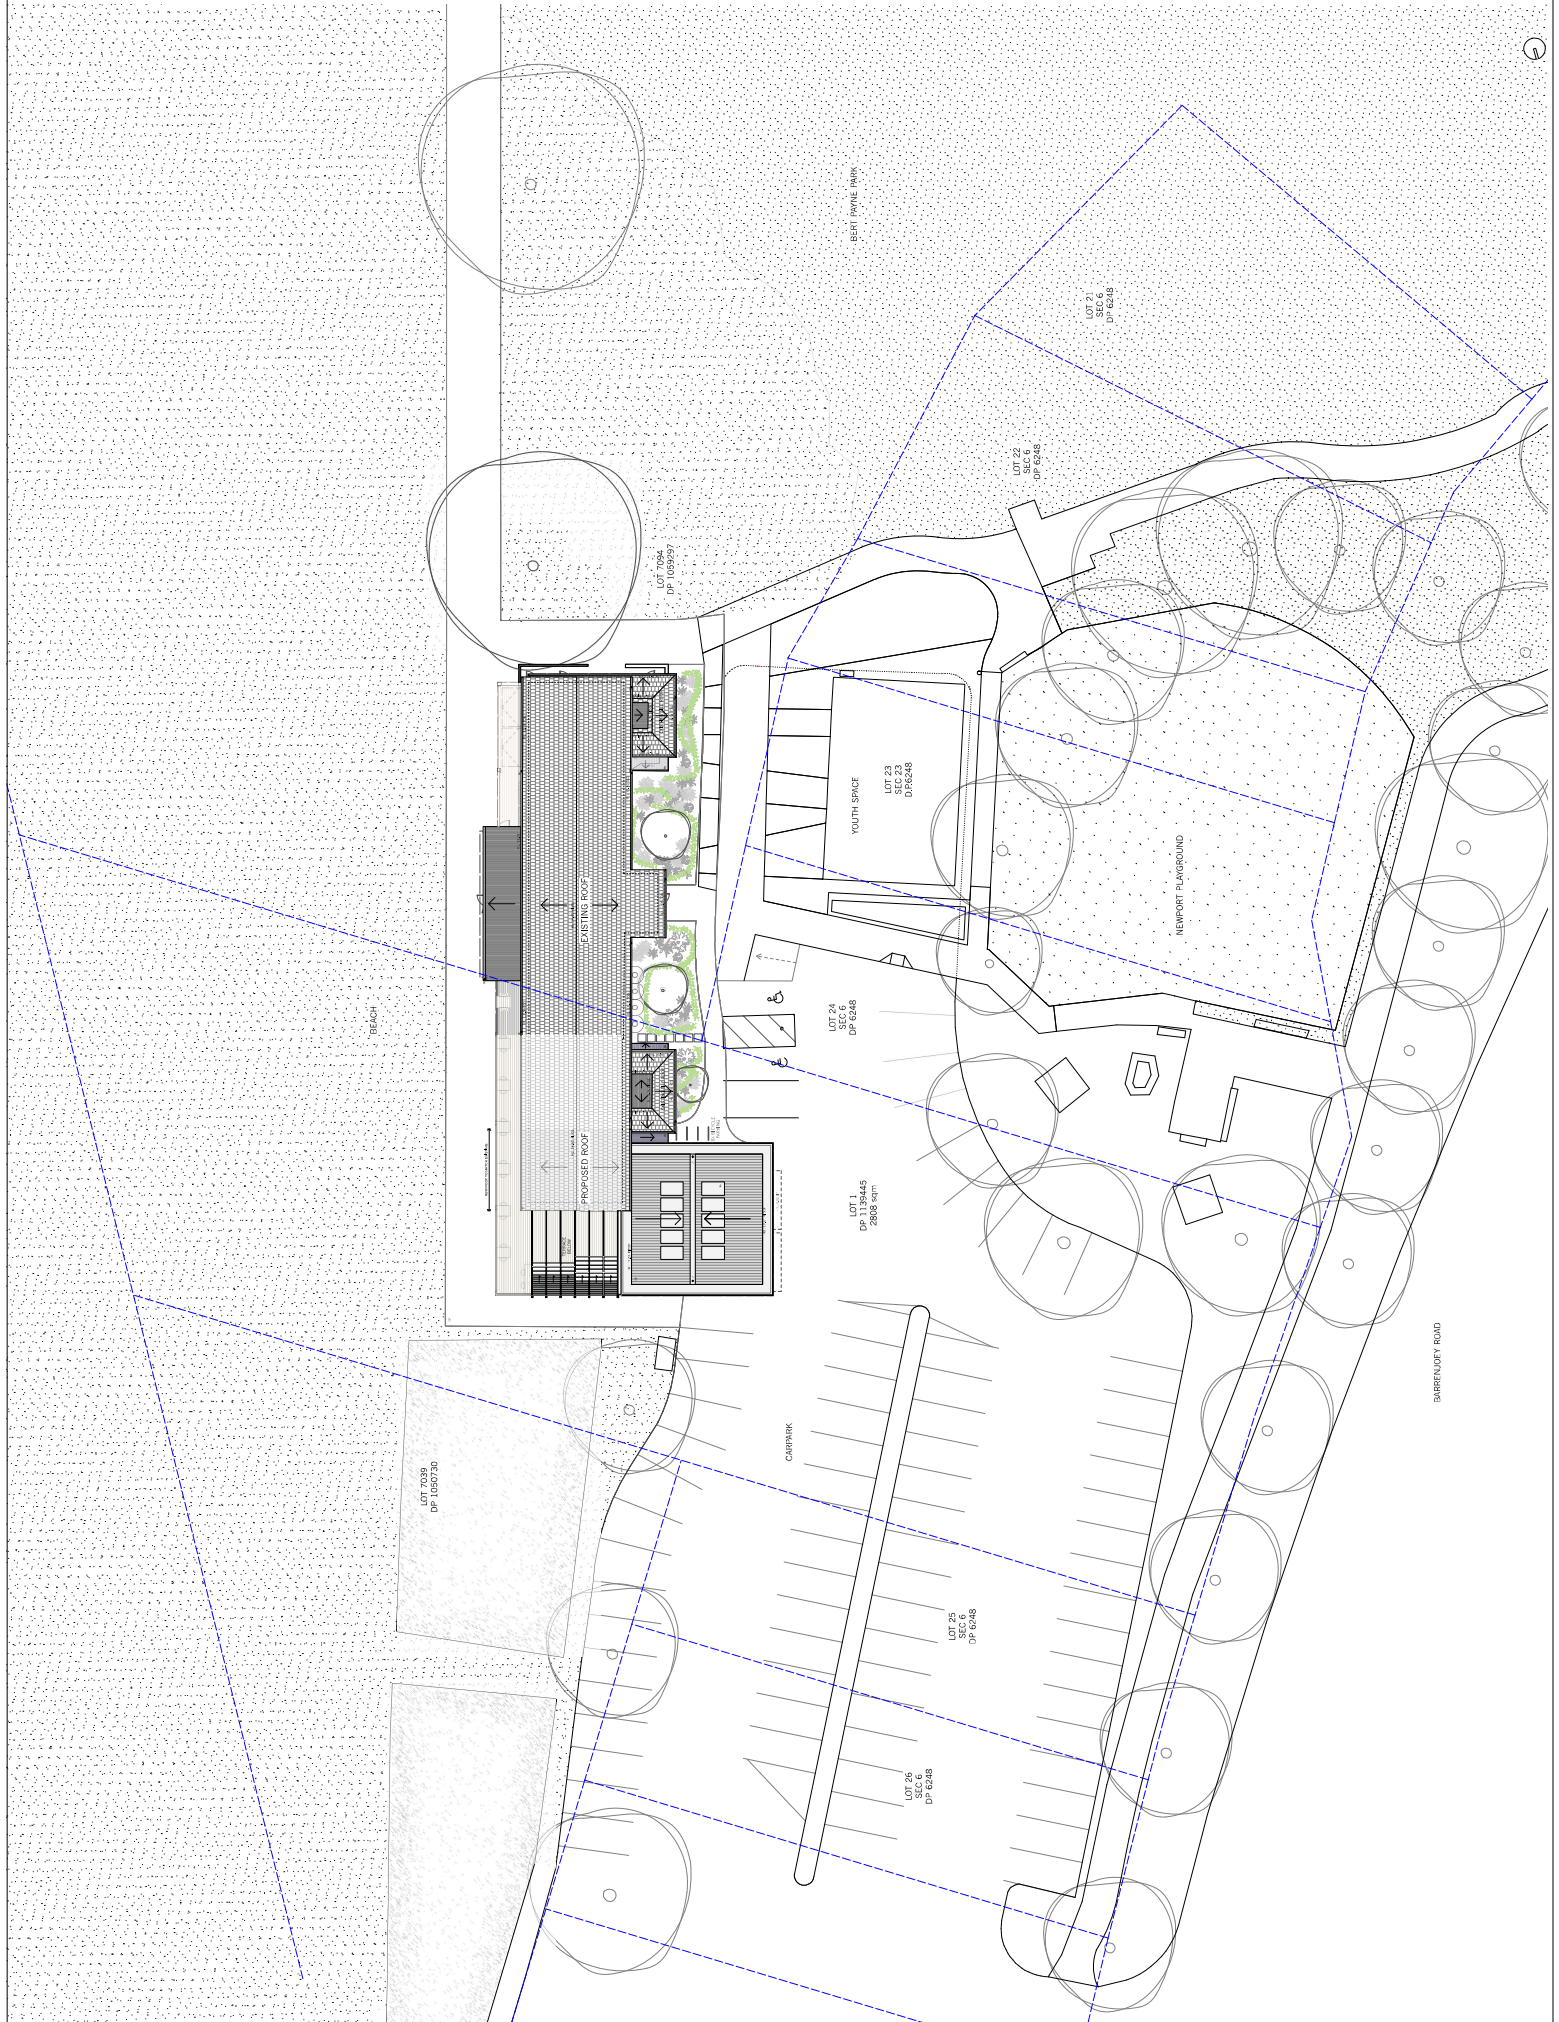 BERT PAYNE PARK
LOT 21
SEC 6
DP 6248
LOT 22
SEC 6
DP 6248
LOT 7094
DP 1059297
YOUTH SPACE
LOT 23
SEC 23
D.P.6248
NEWPORT PLAYGROUND
EXISTING ROOF
BEACH
LOT 24
SEC 6
DP 6248
PROPOSED ROOF
TERRACE
BELOW
LOT 1
DP 1139445
2808 sqm
BARRENJOEY ROAD
CARPARK
LOT 7039
DP 1050730
LOT 25
SEC 6
DP 6248
LOT 26
SEC 6
DP 6248